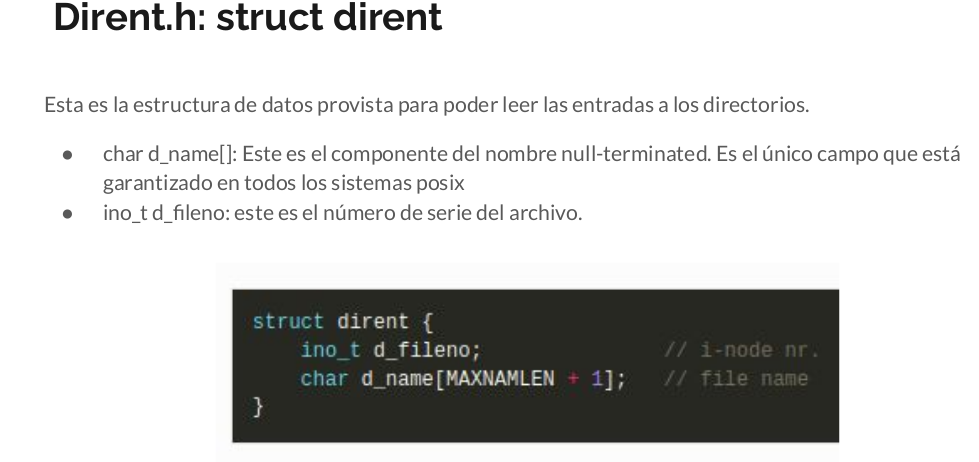 Dirent.h: struct dirent
Esta es la estructura de datos provista para poder leer las entradas a los directorios.
● char d_name[]: Este es el componente del nombre null-terminated. Es el único campo que está
garantizado en todos los sistemas posix
● ino_t d_fileno: este es el número de serie del archivo.
struct dirent {
    ino_t d_fileno;               // i-node nr.
    char d_name[MAXNAMLEN + 1];   // file name
}